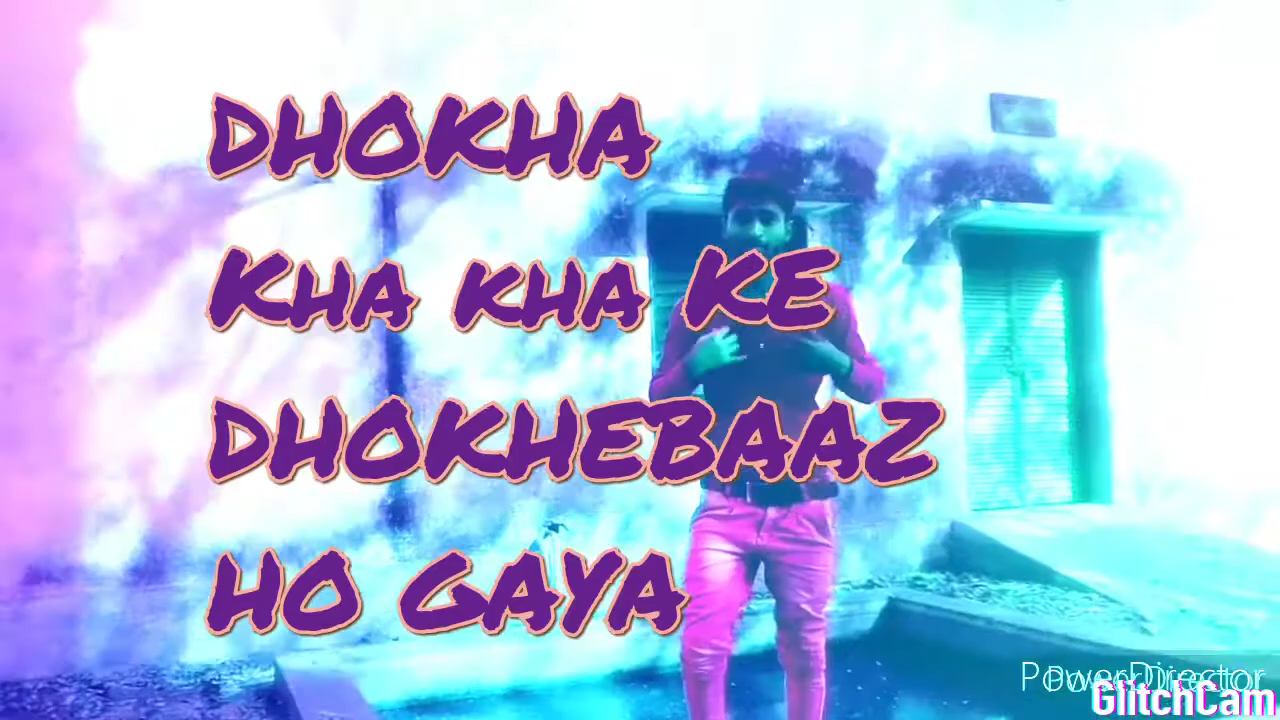 DHOKHA
KHA KHA KE
DHOKHEBAAZ
HO GAYA
PowerDirector
GlitchCam